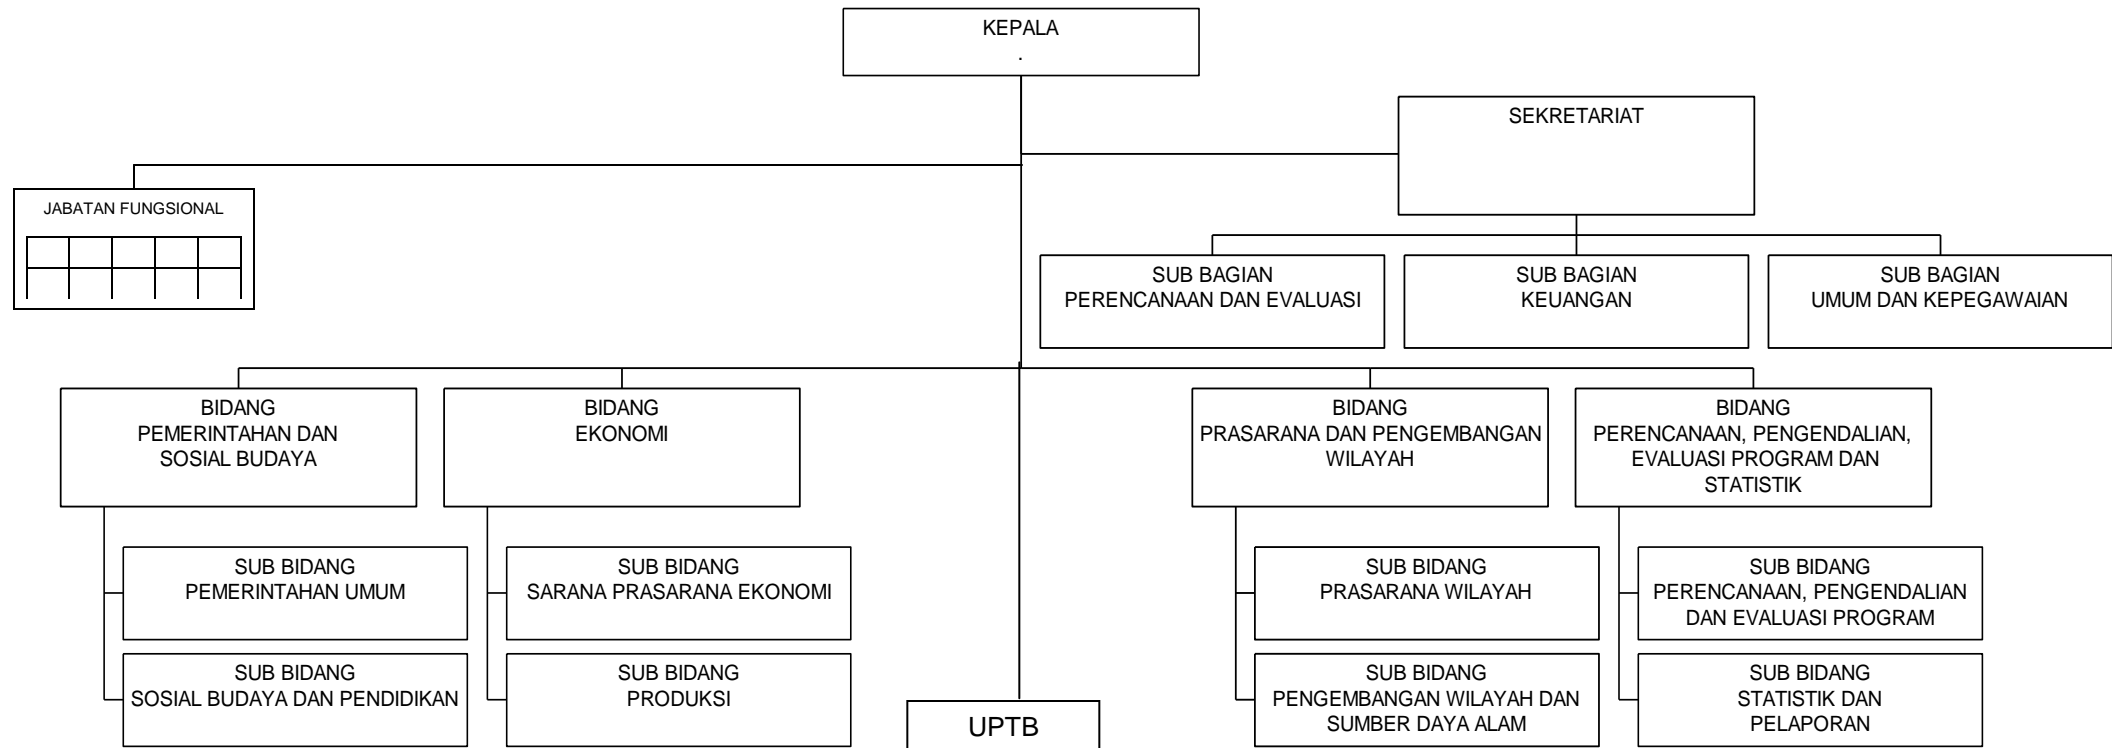 KEPALA
.
SEKRETARIAT
JABATAN FUNGSIONAL
SUB BAGIAN
PERENCANAAN DAN EVALUASI
SUB BAGIAN
KEUANGAN
SUB BAGIAN
UMUM DAN KEPEGAWAIAN
BIDANG
PEMERINTAHAN DAN
SOSIAL BUDAYA
BIDANG
EKONOMI
BIDANG
PRASARANA DAN PENGEMBANGAN
WILAYAH
BIDANG
PERENCANAAN, PENGENDALIAN,
EVALUASI PROGRAM DAN
STATISTIK
SUB BIDANG
PEMERINTAHAN UMUM
SUB BIDANG
SARANA PRASARANA EKONOMI
SUB BIDANG
PRASARANA WILAYAH
SUB BIDANG
PERENCANAAN, PENGENDALIAN
DAN EVALUASI PROGRAM
SUB BIDANG
SOSIAL BUDAYA DAN PENDIDIKAN
SUB BIDANG
PRODUKSI
UPTB
SUB BIDANG
PENGEMBANGAN WILAYAH DAN
SUMBER DAYA ALAM
SUB BIDANG
STATISTIK DAN
PELAPORAN